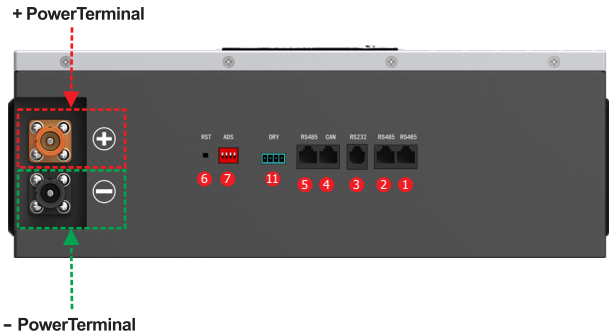 + PowerTerminal
RST ADS DRY RS485 CAN RS232 RS485 RS485
6 7 11 5 4 3 2 1
− PowerTerminal